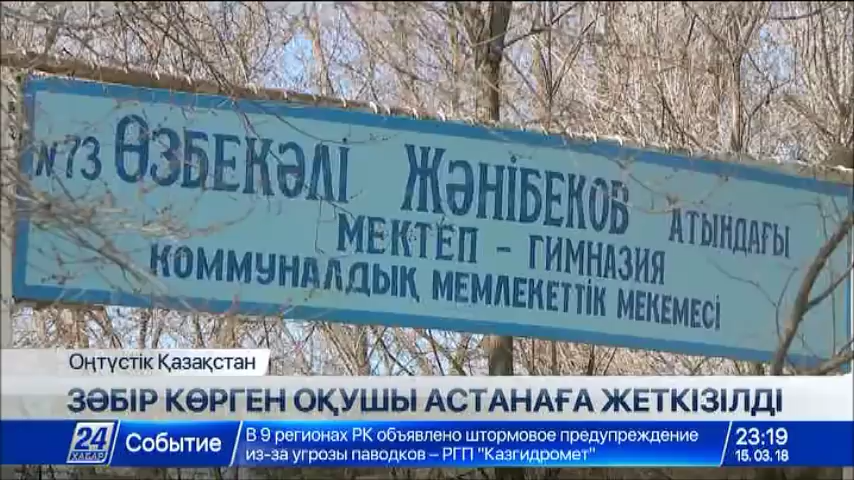 N73 ӨЗБЕКӘЛІ ЖӘНІБЕКОВ АТЫНДАҒЫ
МЕКТЕП - ГИМНАЗИЯ
КОММУНАЛДЫҚ МЕМЛЕКЕТТІК МЕКЕМЕСІ
Оңтүстік Қазақстан
ЗӘБІР КӨРГЕН ОҚУШЫ АСТАНАҒА ЖЕТКІЗІЛДІ
24
ХАБАР
Событие
В 9 регионах РК объявлено штормовое предупреждение
из-за угрозы паводков – РГП "Казгидромет"
23:19
15.03.18